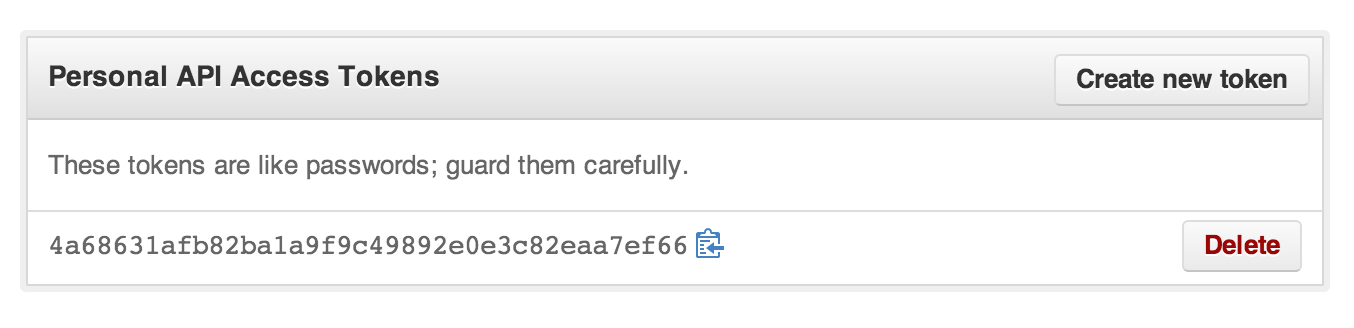 Personal API Access Tokens
Create new token
These tokens are like passwords; guard them carefully.
4a68631afb82ba1a9f9c49892e0e3c82eaa7ef66
Delete